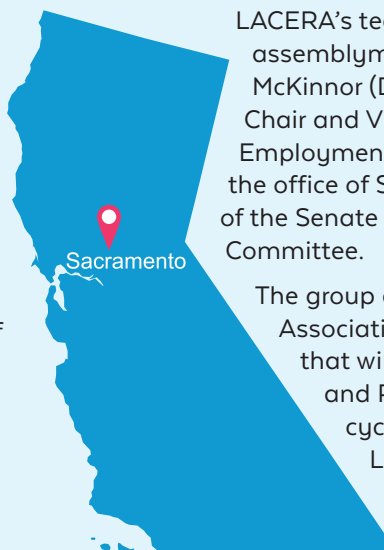 LACERA’s
assemblym
McKinnor (D
Chair and V
Employmen
the office of S
of the Senate
Committee.
The group
Associati
that wi
and P
cyc
L
f
Sacramento